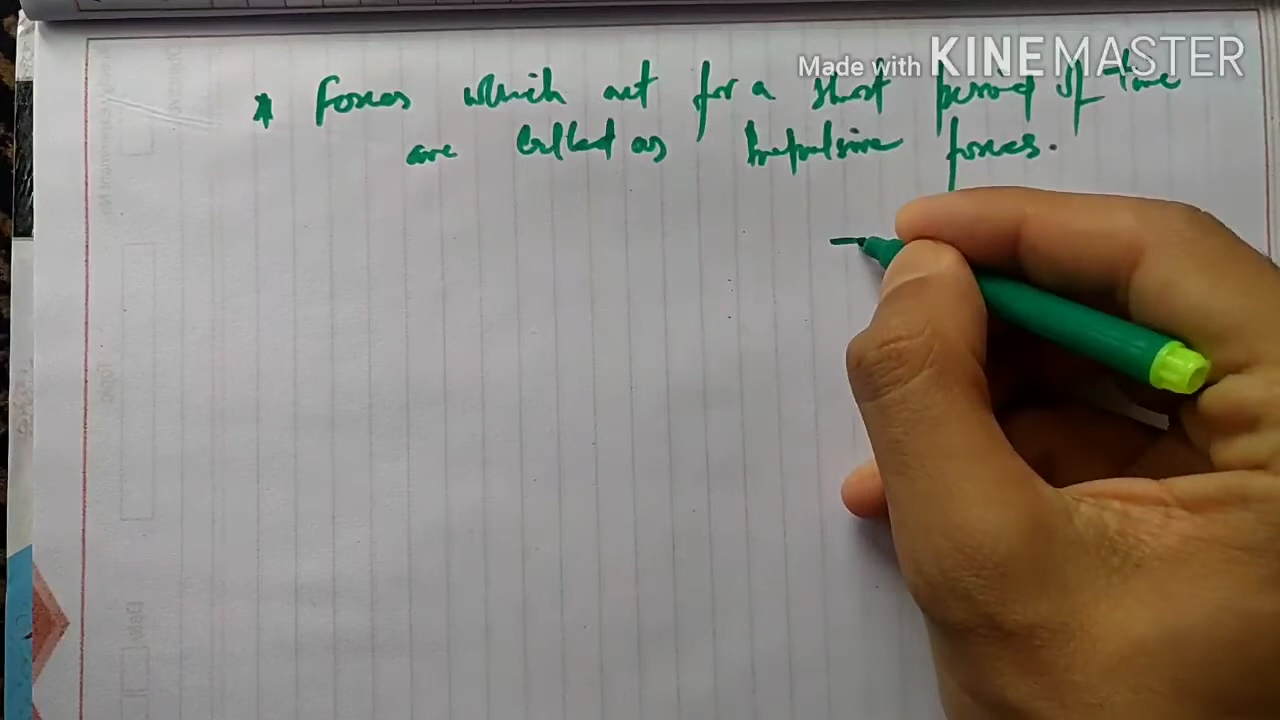 Made with KINEMASTER
* Forces which act for a short period of time
are called as Impulsive forces.